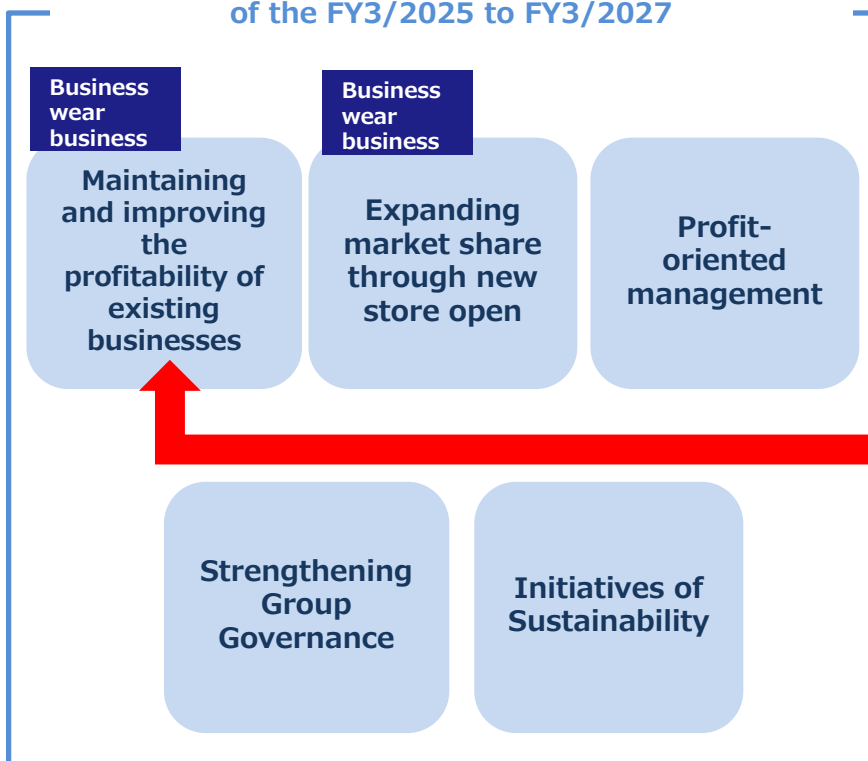 of the FY3/2025 to FY3/2027
Business
wear
business
Maintaining
and improving
the
profitability of
existing
businesses
Business
wear
business
Expanding
market share
through new
store open
Profit-
oriented
management
Strengthening
Group
Governance
Initiatives of
Sustainability